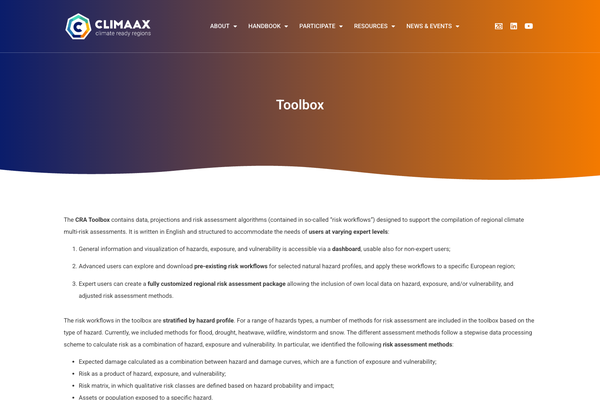 CLIMAAX
climate ready regions
ABOUT HANDBOOK PARTICIPATE RESOURCES NEWS & EVENTS
Toolbox
The CRA Toolbox contains data, projections and risk assessment algorithms (contained in so-called "risk workflows") designed to support the compilation of regional climate
multi-risk assessments. It is written in English and structured to accommodate the needs of users at varying expert levels:
1. General information and visualization of hazards, exposure, and vulnerability is accessible via a dashboard, usable also for non-expert users;
2. Advanced users can explore and download pre-existing risk workflows for selected natural hazard profiles, and apply these workflows to a specific European region;
3. Expert users can create a fully customized regional risk assessment package allowing the inclusion of own local data on hazard, exposure, and/or vulnerability, and
adjusted risk assessment methods.
The risk workflows in the toolbox are stratified by hazard profile. For a range of hazards types, a number of methods for risk assessment are included in the toolbox based on the
type of hazard. Currently, we included methods for flood, drought, heatwave, wildfire, windstorm and snow. The different assessment methods follow a stepwise data processing
scheme to calculate risk as a combination of hazard, exposure and vulnerability. In particular, we identified the following risk assessment methods:
• Expected damage calculated as a combination between hazard and damage curves, which are a function of exposure and vulnerability;
• Risk as a product of hazard, exposure, and vulnerability;
• Risk matrix, in which qualitative risk classes are defined based on hazard probability and impact;
• Assets or population exposed to a specific hazard.